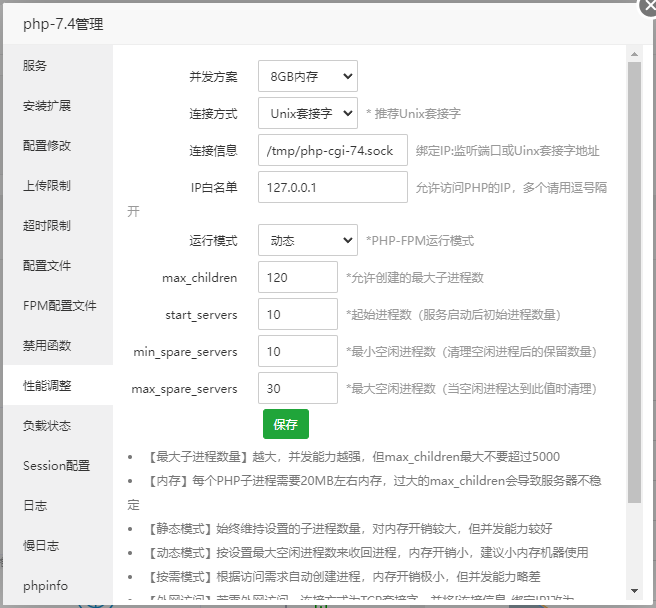 php-7.4管理
服务
安装扩展
配置修改
上传限制
超时限制
配置文件
FPM配置文件
禁用函数
性能调整
负载状态
Session配置
日志
慢日志
phpinfo
并发方案 8GB内存
连接方式 Unix套接字 * 推荐Unix套接字
连接信息 /tmp/php-cgi-74.sock 绑定IP:监听端口或Uinx套接字地址
IP白名单 127.0.0.1 允许访问PHP的IP，多个请用逗号隔
开
运行模式 动态 *PHP-FPM运行模式
max_children 120 *允许创建的最大子进程数
start_servers 10 *起始进程数（服务启动后初始进程数量）
min_spare_servers 10 *最小空闲进程数（清理空闲进程后的保留数量）
max_spare_servers 30 *最大空闲进程数（当空闲进程达到此值时清理）
保存
• 【最大子进程数量】越大，并发能力越强，但max_children最大不要超过5000
• 【内存】每个PHP子进程需要20MB左右内存，过大的max_children会导致服务器不稳
定
• 【静态模式】始终维持设置的子进程数量，对内存开销较大，但并发能力较好
• 【动态模式】按设置最大空闲进程数来收回进程，内存开销小，建议小内存机器使用
• 【按需模式】根据访问需求自动创建进程，内存开销极小，但并发能力略差